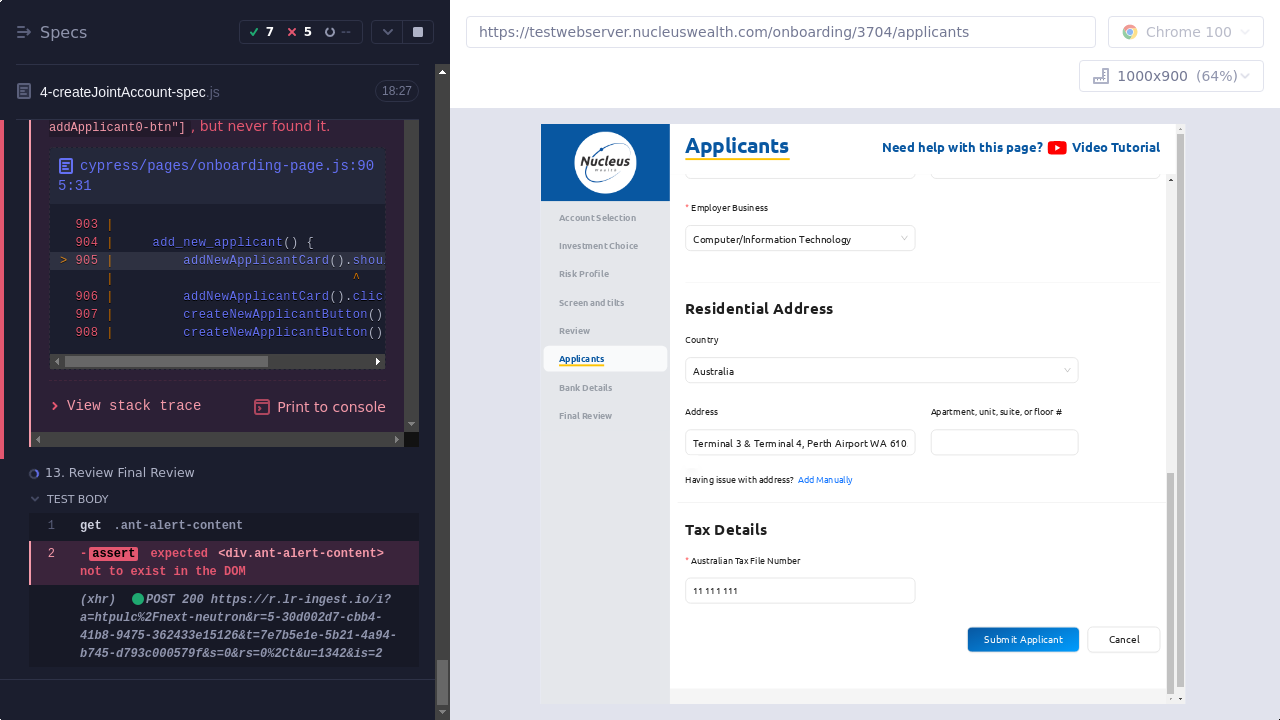 Specs
7
5
--
4-createJointAccount-spec.js
18:27
addApplicant0-btn"] , but never found it.
cypress/pages/onboarding-page.js:90
5:31
903 |
904 |     add_new_applicant() {
> 905 |         addNewApplicantCard().shou
|                               ^
906 |         addNewApplicantCard().clic
907 |         createNewApplicantButton()
908 |         createNewApplicantButton()
View stack trace
Print to console
13. Review Final Review
TEST BODY
1 get .ant-alert-content
2 -assert expected <div.ant-alert-content>
not to exist in the DOM
(xhr) POST 200 https://r.lr-ingest.io/i?
a=htpulc%2Fnext-neutron&r=5-30d002d7-cbb4-
41b8-9475-362433e15126&t=7e7b5e1e-5b21-4a94-
b745-d793c000579f&s=0&rs=0%2Ct&u=1342&is=2
https://testwebserver.nucleuswealth.com/onboarding/3704/applicants
Chrome 100
1000x900 (64%)
Nucleus
Wealth
Account Selection
Investment Choice
Risk Profile
Screen and tilts
Review
Applicants
Bank Details
Final Review
Applicants
Need help with this page? Video Tutorial
* Employer Business
Computer/Information Technology
Residential Address
Country
Australia
Address
Apartment, unit, suite, or floor #
Terminal 3 & Terminal 4, Perth Airport WA 610
Having issue with address? Add Manually
Tax Details
* Australian Tax File Number
11 111 111
Submit Applicant
Cancel